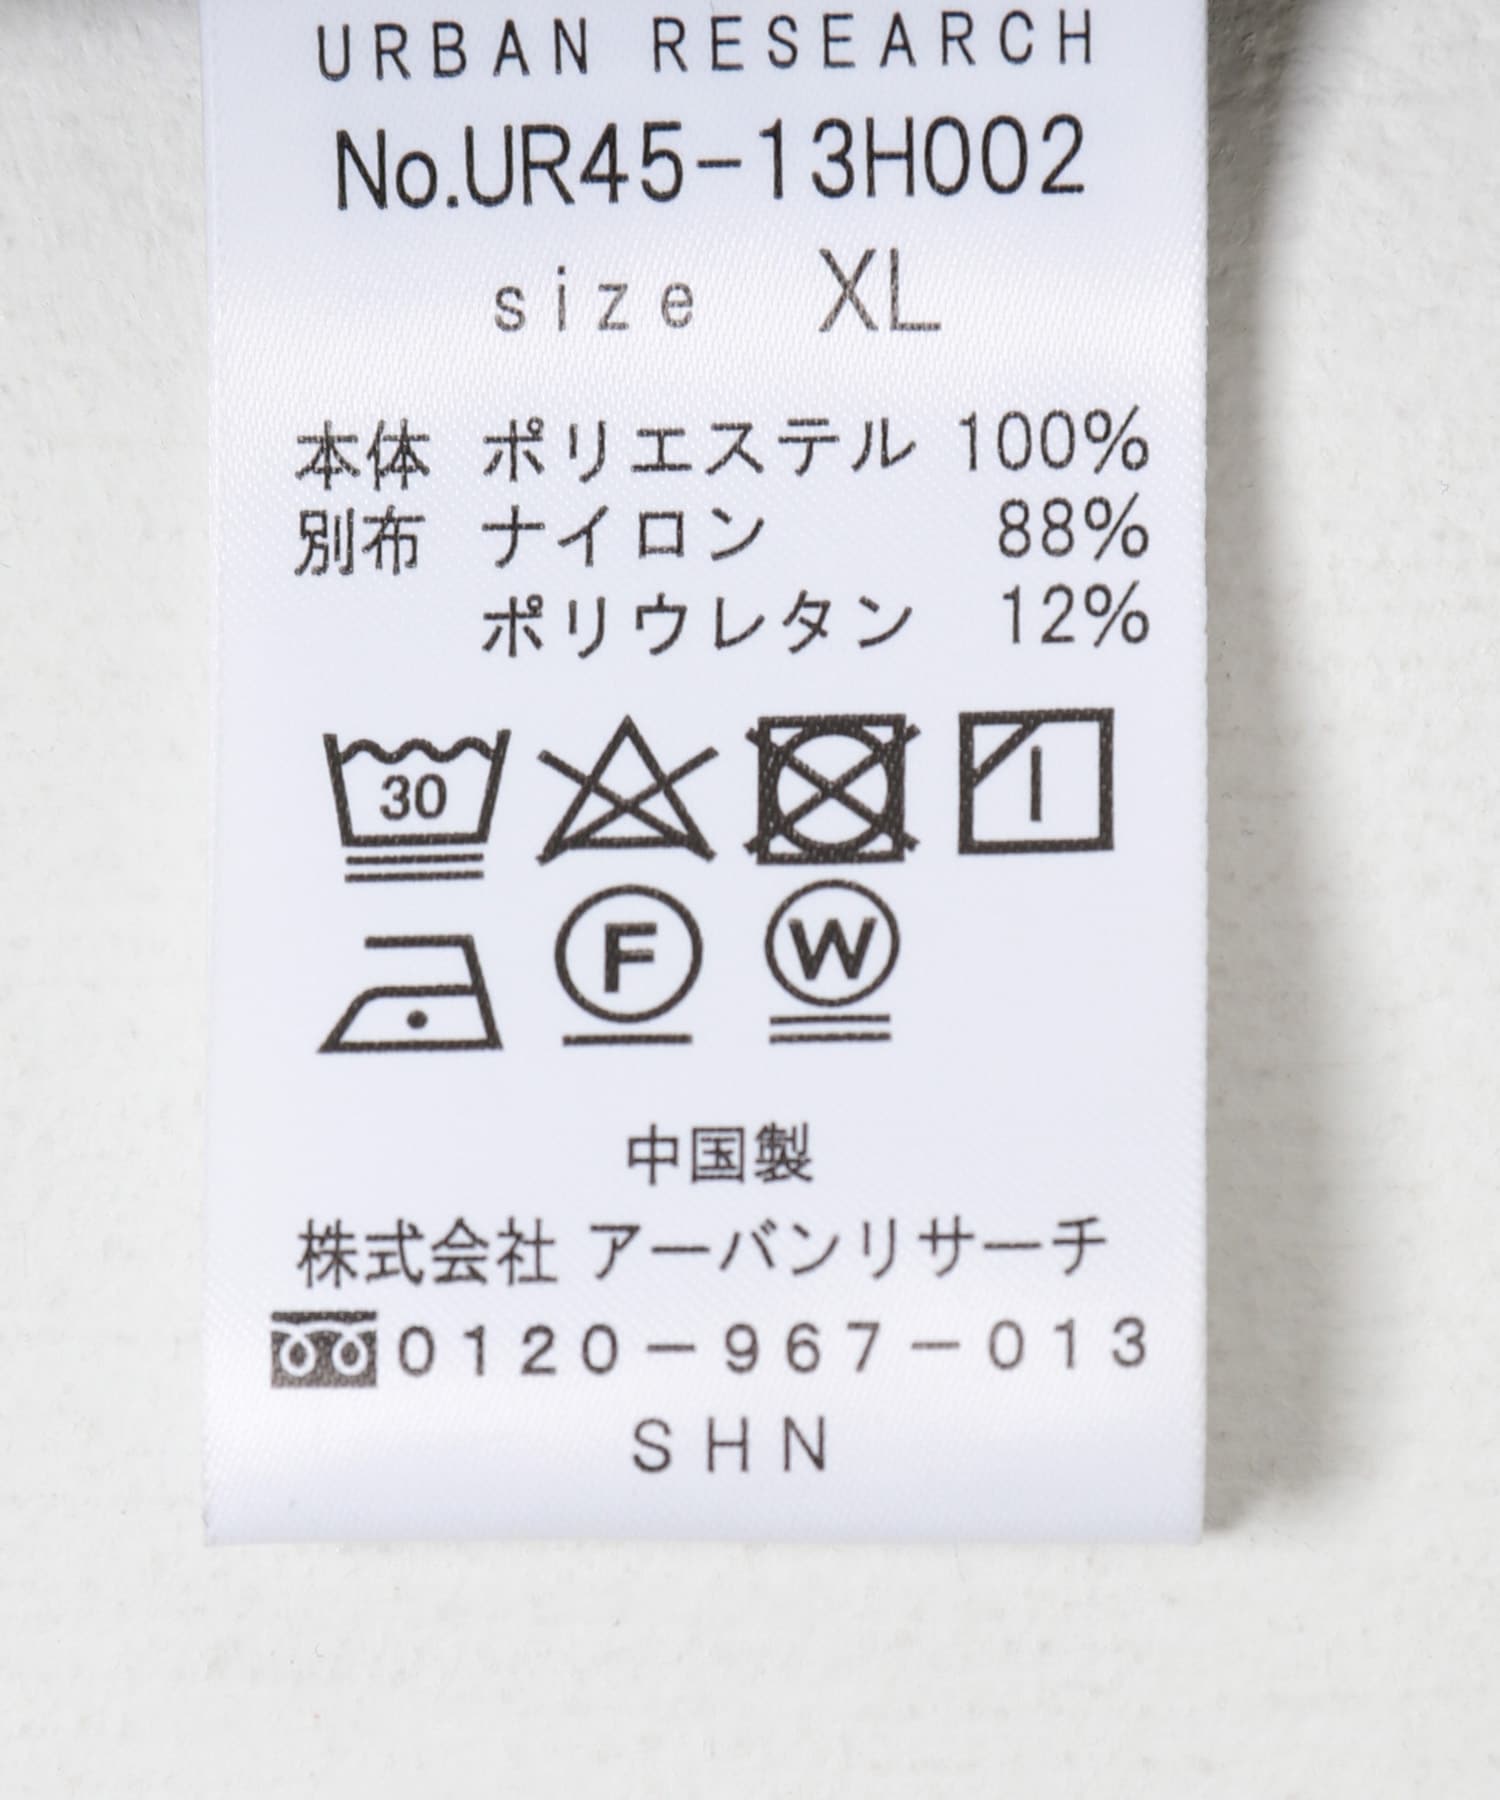 URBAN RESEARCH
No.UR45-13H002
size XL
本体 ポリエステル 100%
別布 ナイロン 88%
ポリウレタン 12%
30
F W
中国製
株式会社 アーバンリサーチ
0120-967-013
SHN